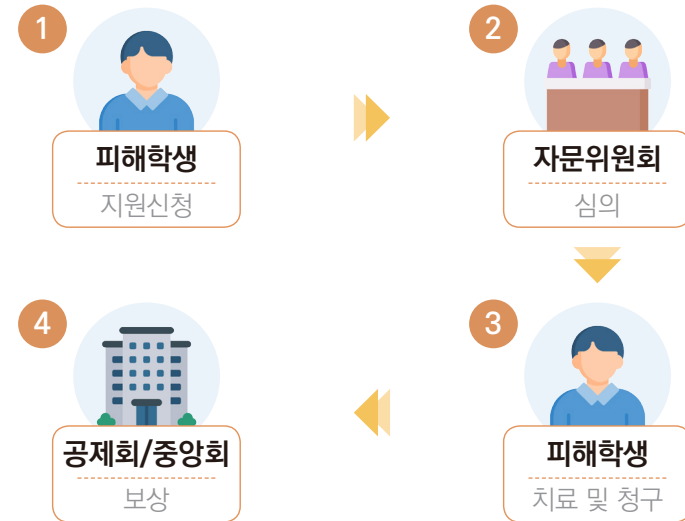 1
피해학생
지원신청
2
자문위원회
심의
3
피해학생
치료 및 청구
4
공제회/중앙회
보상